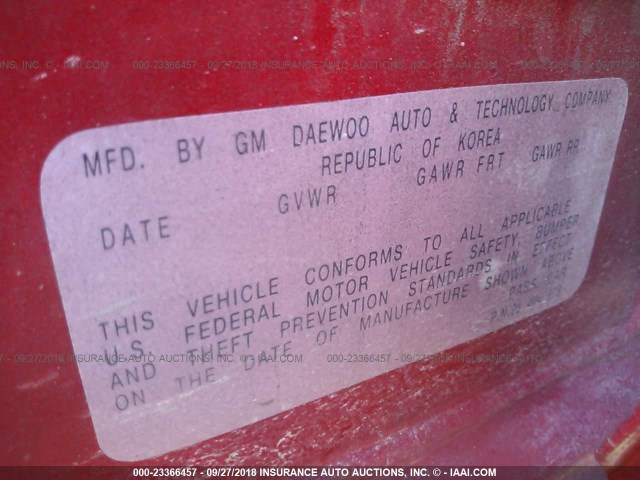 MFD. BY GM DAEWOO AUTO & TECHNOLOGY COMPANY
REPUBLIC OF KOREA
DATE GVWR GAWR FRT GAWR RR
THIS VEHICLE CONFORMS TO ALL APPLICABLE
U.S. FEDERAL MOTOR VEHICLE SAFETY, BUMPER,
AND THEFT PREVENTION STANDARDS IN EFFECT
ON THE DATE OF MANUFACTURE SHOWN ABOVE
PASS CAR
000-23366457 - 09/27/2018 INSURANCE AUTO AUCTIONS, INC. - © IAAI.COM